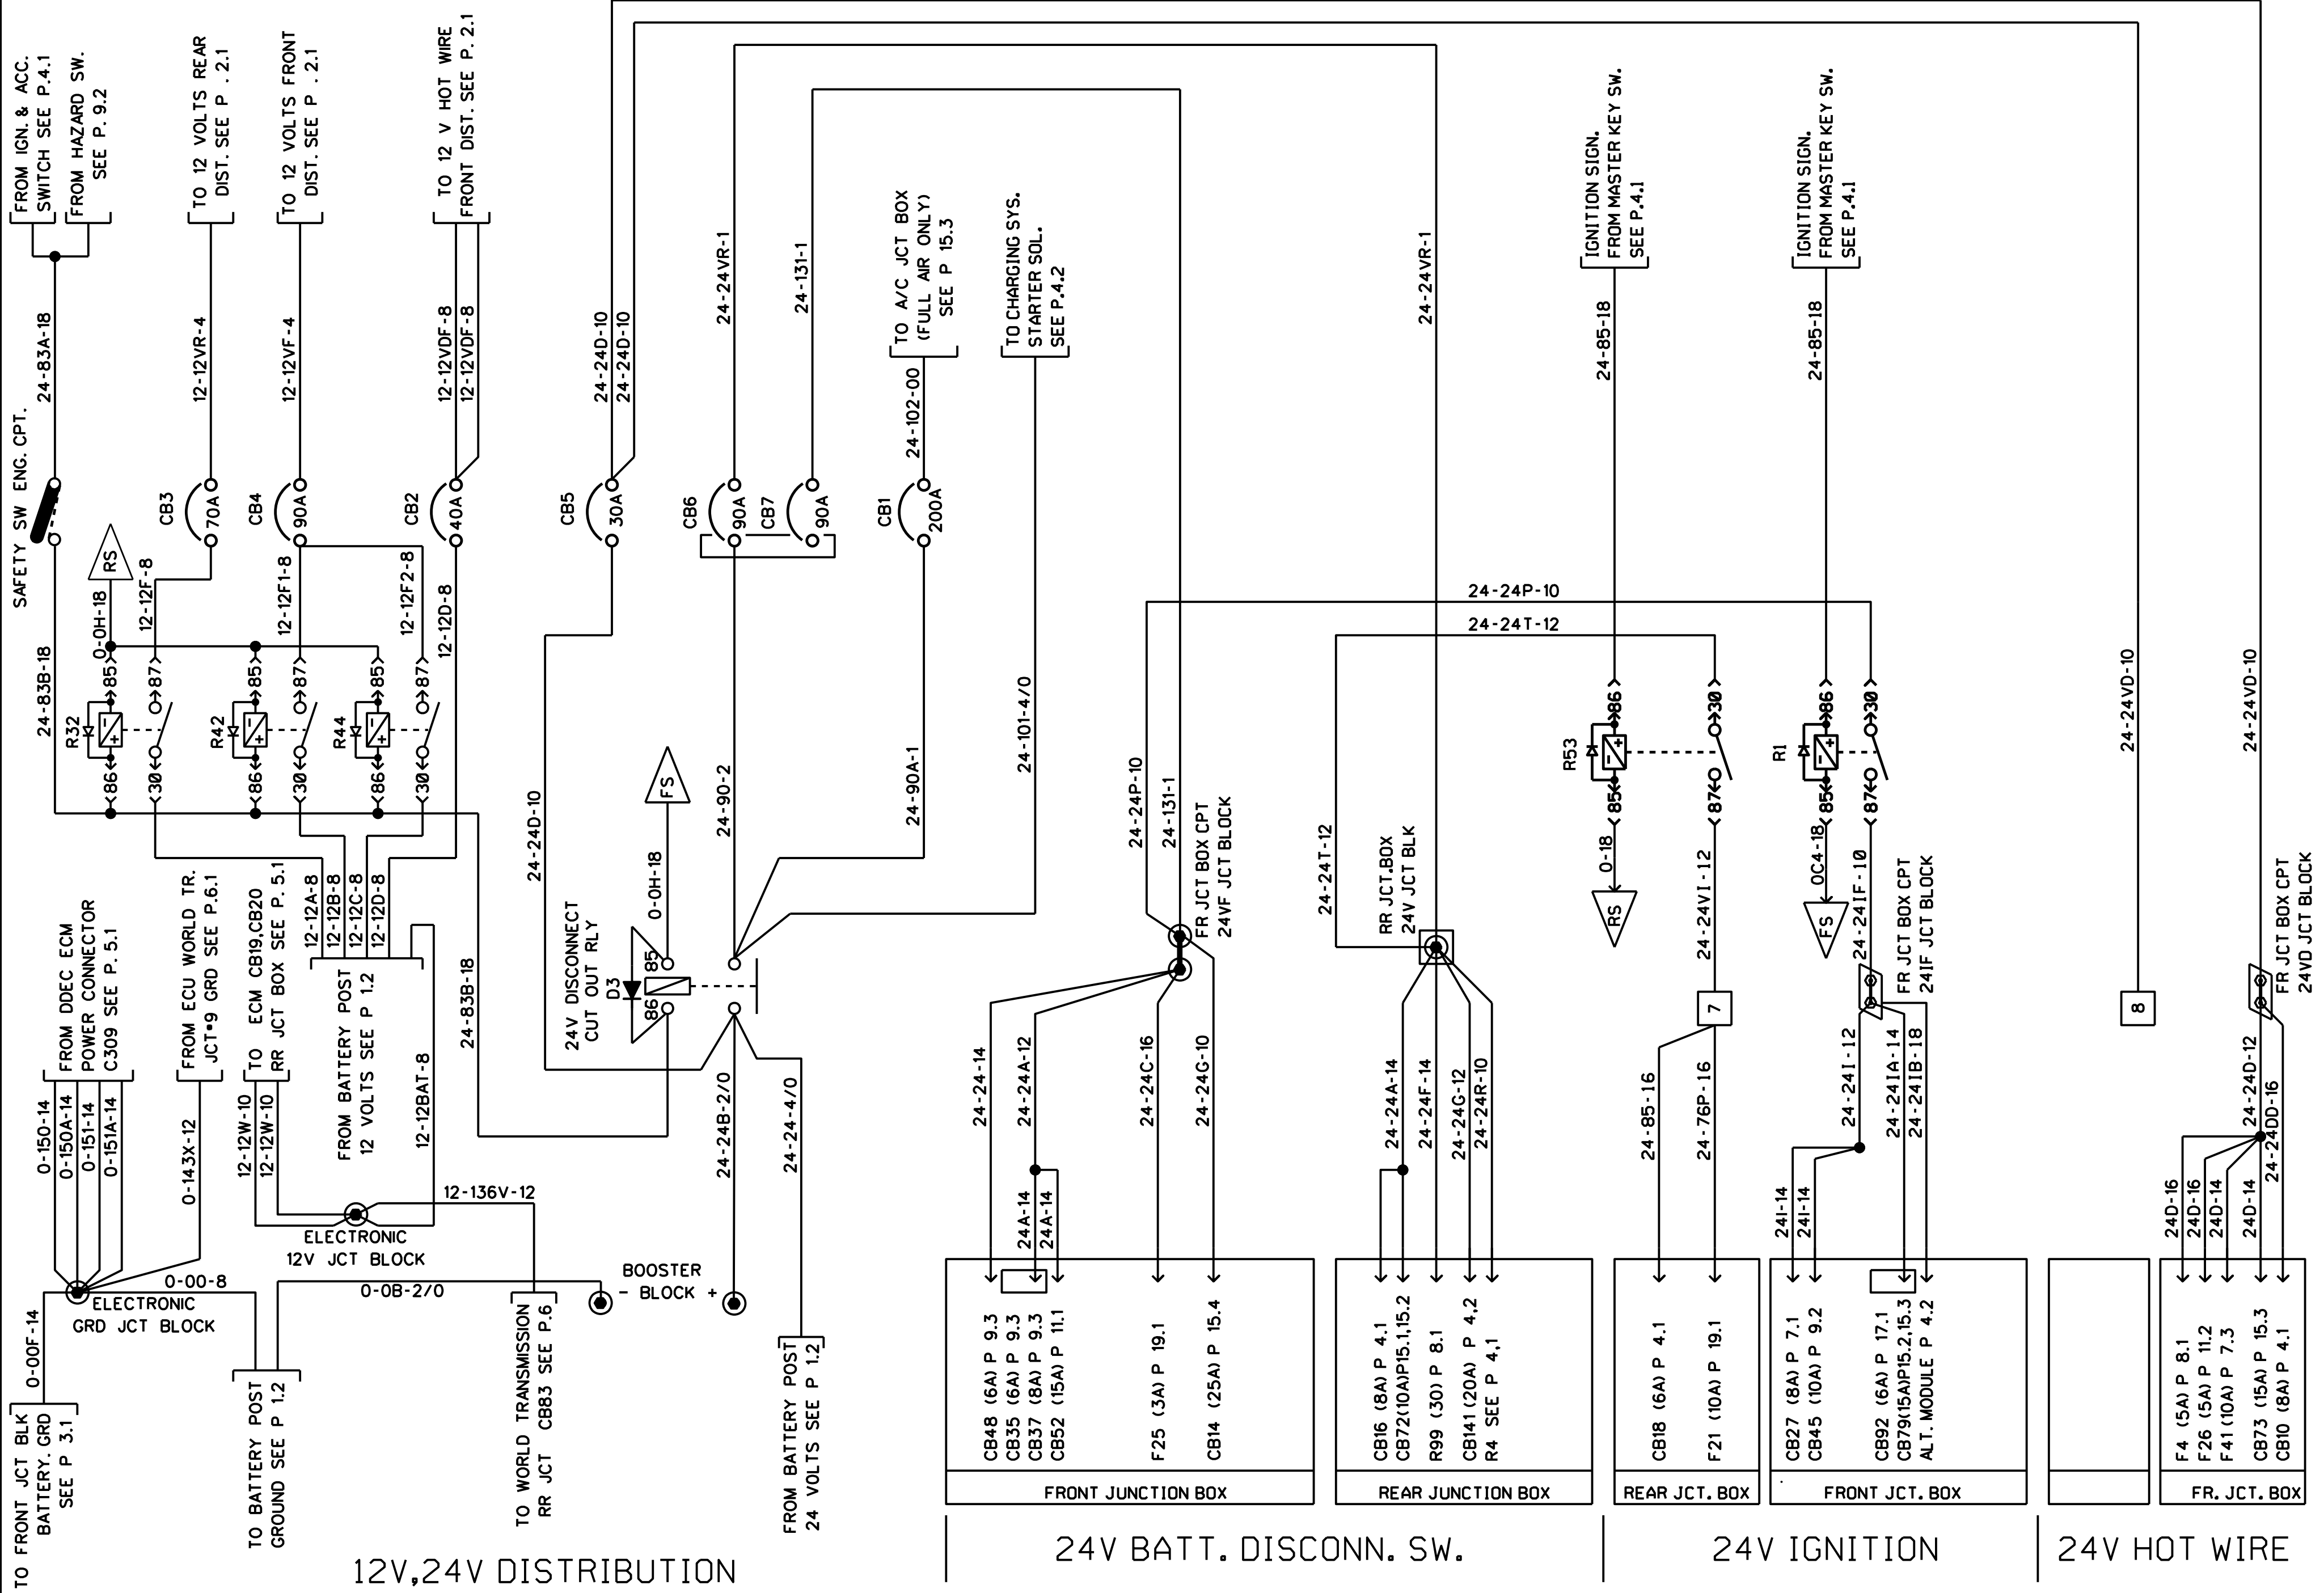 FROM IGN. & ACC.
SWITCH SEE P.4.1
FROM HAZARD SW.
SEE P. 9.2
TO 12 VOLTS REAR
DIST. SEE P . 2.1
TO 12 VOLTS FRONT
DIST. SEE P . 2.1
TO 12 V HOT WIRE
FRONT DIST. SEE P. 2.1
TO A/C JCT BOX
(FULL AIR ONLY)
SEE P 15.3
TO CHARGING SYS.
STARTER SOL.
SEE P.4.2
IGNITION SIGN.
FROM MASTER KEY SW.
SEE P.4.1
IGNITION SIGN.
FROM MASTER KEY SW.
SEE P.4.1
24-83A-18
12-12VR-4
12-12VF-4
12-12VDF-8
12-12VDF-8
24-24D-10
24-24D-10
24-24VR-1
24-131-1
24-102-00
24-24VR-1
24-85-18
24-85-18
SAFETY SW ENG. CPT.
CB3
70A
CB4
90A
CB2
40A
CB5
30A
CB6
90A
CB7
90A
CB1
200A
RS
0-0H-18
12-12F-8
12-12F1-8
12-12F2-8
12-12D-8
24-24P-10
24-24T-12
24-83B-18
R32
85
87
86
30
R42
85
87
86
30
R44
85
87
86
30
24-24D-10
FS
0-0H-18
24-90-2
24-90A-1
24-101-4/0
24-24P-10
24-131-1
FR JCT BOX CPT
24VF JCT BLOCK
24-24T-12
RR JCT.BOX
24V JCT BLK
R53
86
30
85
87
R1
86
30
85
87
0-18
RS
24-24VI-12
0C4-18
FS
24-24IF-10
FR JCT BOX CPT
24IF JCT BLOCK
24-24VD-10
24-24VD-10
FR JCT BOX CPT
24VD JCT BLOCK
7
8
FROM DDEC ECM
POWER CONNECTOR
C309 SEE P. 5.1
FROM ECU WORLD TR.
JCT•9 GRD SEE P.6.1
TO ECM CB19,CB20
RR JCT BOX SEE P. 5.1
12-12A-8
12-12B-8
12-12C-8
12-12D-8
FROM BATTERY POST
12 VOLTS SEE P 1.2
12-12BAT-8
24-83B-18
24V DISCONNECT
CUT OUT RLY
D3
85
86
0-150-14
0-150A-14
0-151-14
0-151A-14
0-143X-12
12-12W-10
12-12W-10
12-136V-12
ELECTRONIC
12V JCT BLOCK
24-24B-2/0
24-24-4/0
24-24-14
24-24A-12
24A-14
24A-14
24-24C-16
24-24G-10
24-24A-14
24-24F-14
24-24G-12
24-24R-10
24-85-16
24-76P-16
24-24I-12
24-24IA-14
24-24IB-18
24I-14
24I-14
24-24D-12
24-24DD-16
24D-16
24D-16
24D-14
24D-14
0-00-8
ELECTRONIC
GRD JCT BLOCK
0-0B-2/0
BOOSTER
- BLOCK +
0-00F-14
TO FRONT JCT BLK
BATTERY. GRD
SEE P 3.1
TO BATTERY POST
GROUND SEE P 1.2
TO WORLD TRANSMISSION
RR JCT CB83 SEE P.6
FROM BATTERY POST
24 VOLTS SEE P 1.2
CB48 (6A) P 9.3
CB35 (6A) P 9.3
CB37 (8A) P 9.3
CB52 (15A) P 11.1
F25 (3A) P 19.1
CB14 (25A) P 15.4
FRONT JUNCTION BOX
CB16 (8A) P 4.1
CB72(10A)P15.1,15.2
R99 (30) P 8.1
CB141 (20A) P 4,2
R4 SEE P 4,1
REAR JUNCTION BOX
CB18 (6A) P 4.1
F21 (10A) P 19.1
REAR JCT. BOX
CB27 (8A) P 7.1
CB45 (10A) P 9.2
CB92 (6A) P 17.1
CB79(15A)P15.2,15.3
ALT. MODULE P 4.2
FRONT JCT. BOX
F4 (5A) P 8.1
F26 (5A) P 11.2
F41 (10A) P 7.3
CB73 (15A) P 15.3
CB10 (8A) P 4.1
FR. JCT. BOX
12V,24V DISTRIBUTION
24V BATT. DISCONN. SW.
24V IGNITION
24V HOT WIRE